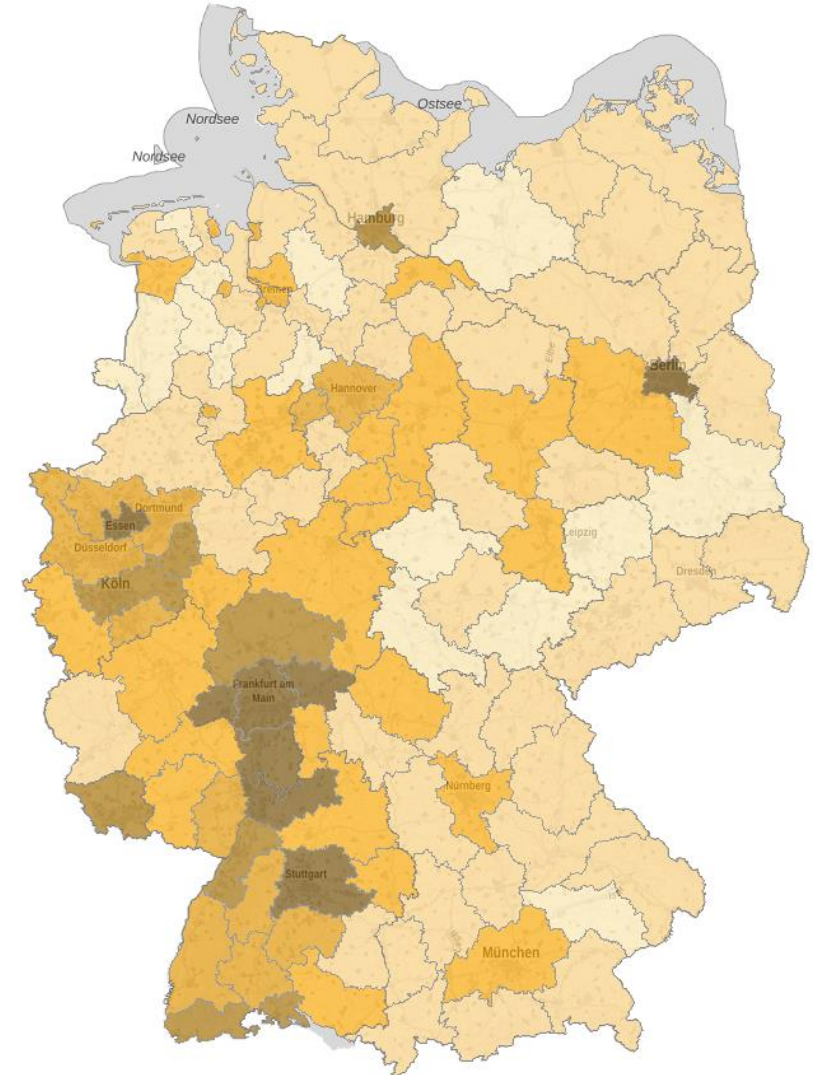 Ostsee
Nordsee
Nordsee
Hamburg
Bremen
Elbe
Berlin
Hannover
Dortmund
Essen
Leipzig
Düsseldorf
Dresden
Köln
Frankfurt am
Main
Nürnberg
Stuttgart
München